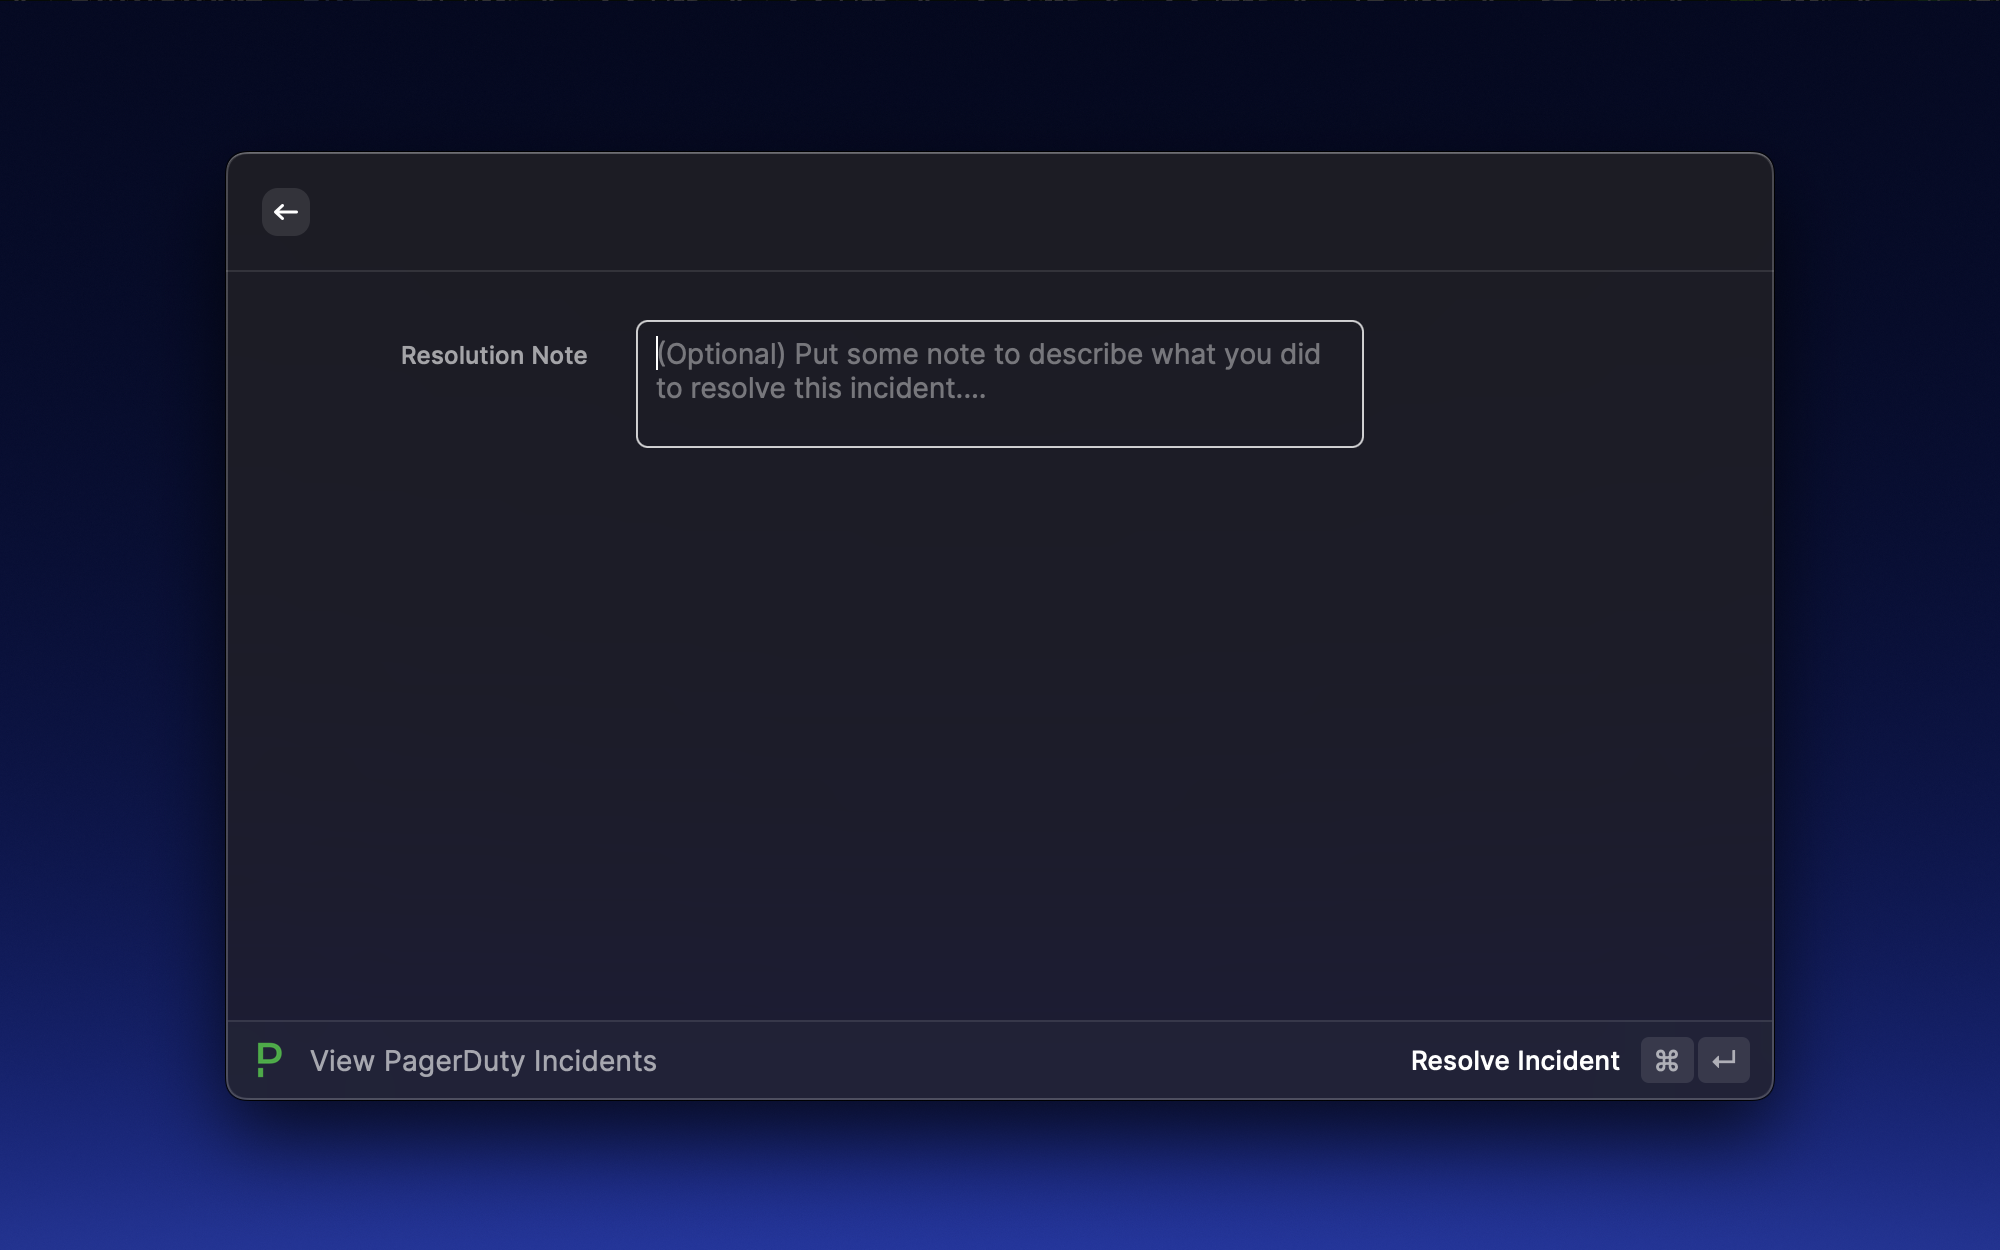 Resolution Note
(Optional) Put some note to describe what you did
to resolve this incident....
View PagerDuty Incidents
Resolve Incident ⌘ ↵